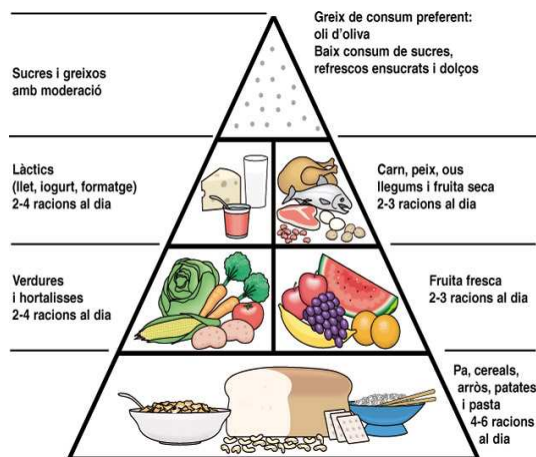 Greix de consum preferent:
oli d'oliva
Baix consum de sucres,
refrescos ensucrats i dolços
Sucres i greixos
amb moderació
Làctics
(llet, iogurt, formatge)
2-4 racions al dia
Carn, peix, ous
llegums i fruita seca
2-3 racions al dia
Verdures
i hortalisses
2-4 racions al dia
Fruita fresca
2-3 racions al dia
Pa, cereals,
arròs, patates
i pasta
4-6 racions
al dia